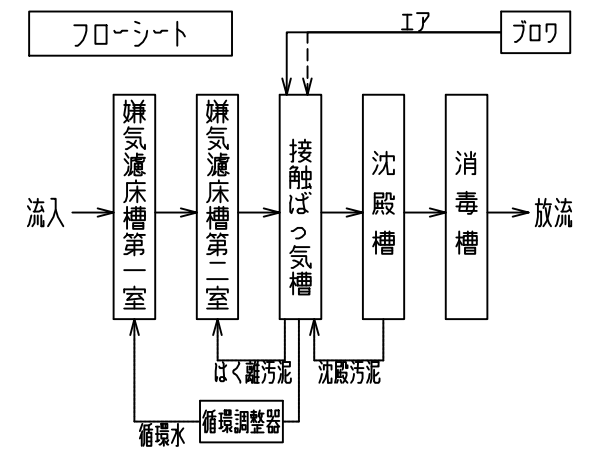 フローシート
エア
ブロワ
流入
嫌気濾床槽第一室
嫌気濾床槽第二室
接触ばっ気槽
沈殿槽
消毒槽
放流
はく離汚泥
沈殿汚泥
循環水
循環調整器